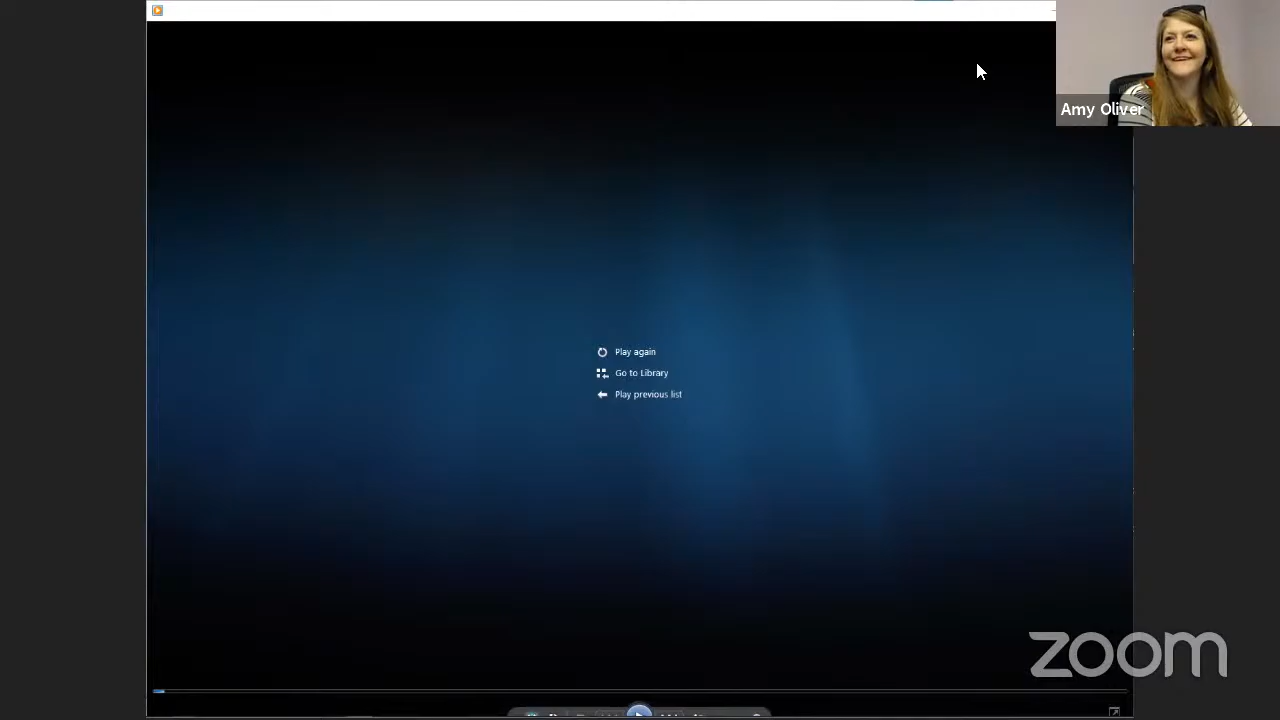 Amy Oliver
Play again
Go to Library
Play previous list
zoom